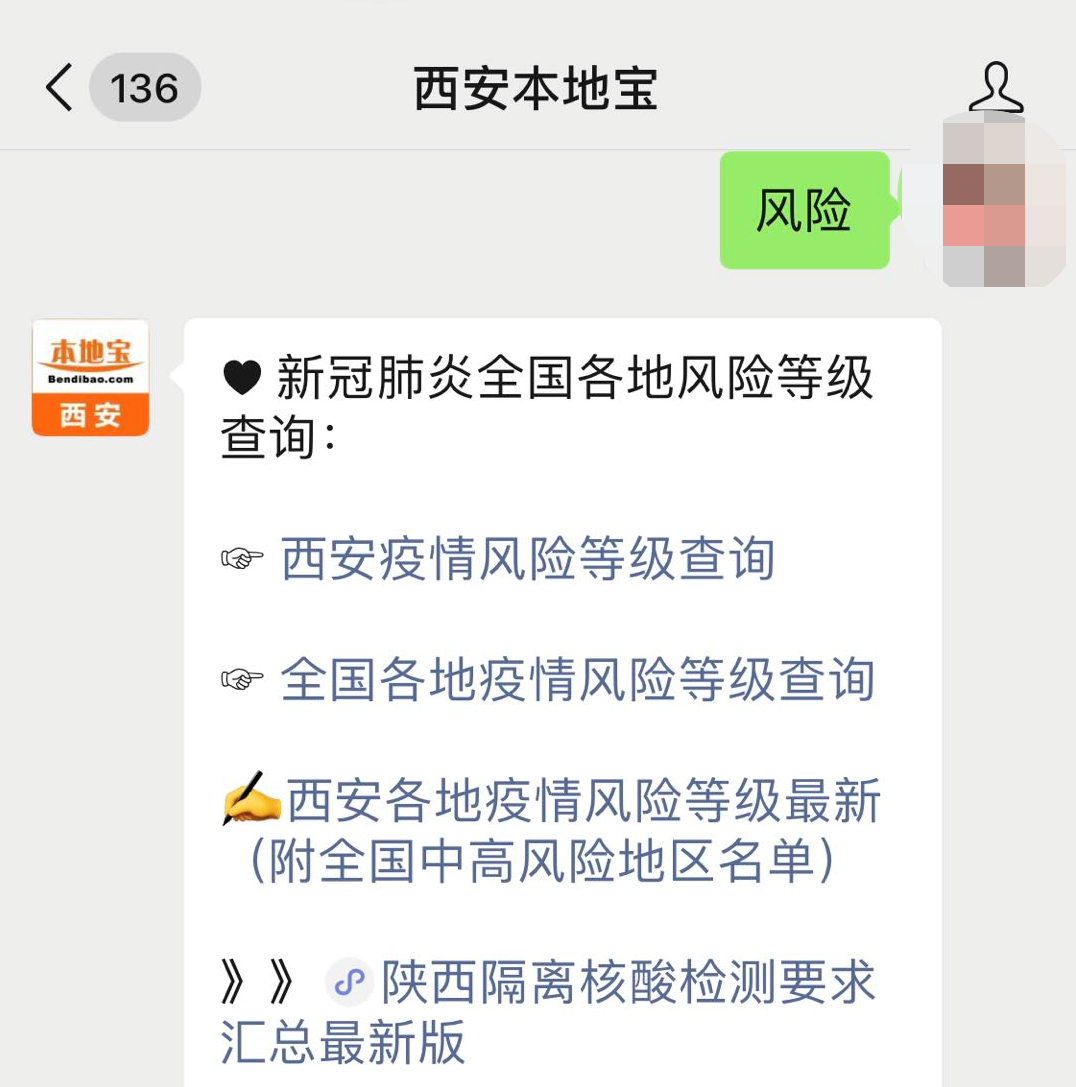 136
西安本地宝
风险
本地宝
Bendibao.com
西安
♥新冠肺炎全国各地风险等级
查询：
☞ 西安疫情风险等级查询
☞ 全国各地疫情风险等级查询
✍西安各地疫情风险等级最新
（附全国中高风险地区名单）
》》 陕西隔离核酸检测要求
汇总最新版